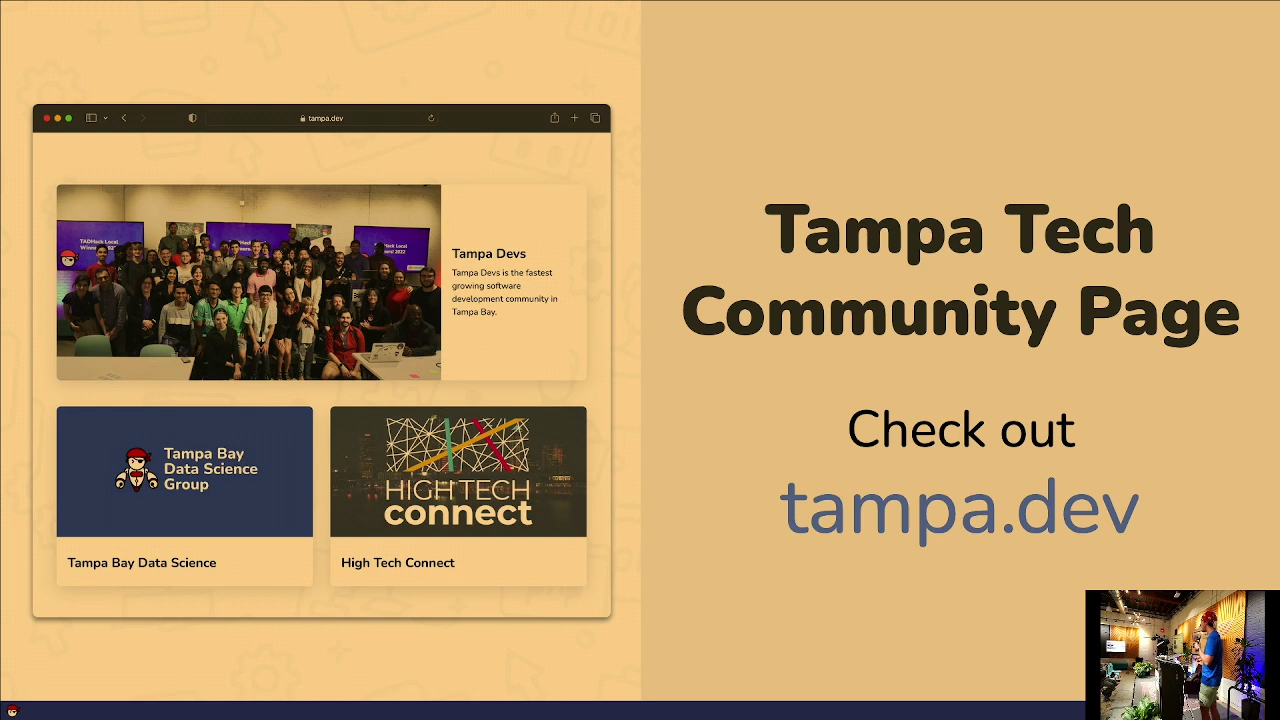 tampa.dev
TADHack Local
Tampa Devs
Tampa Devs is the fastest
growing software
development community in
Tampa Bay.
Tampa Bay
Data Science
Group
HIGH TECH
connect
Tampa Bay Data Science
High Tech Connect
Tampa Tech
Community Page
Check out
tampa.dev